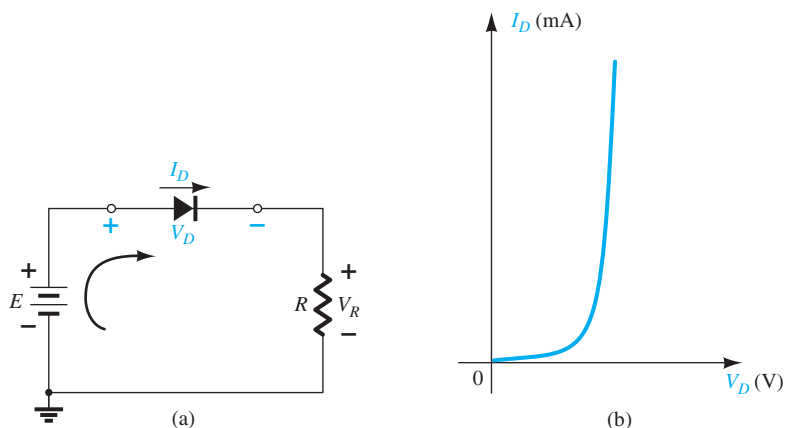 I_D
+ V_D −
+
E
−
+
R V_R
−
(a)
I_D (mA)
0
V_D (V)
(b)